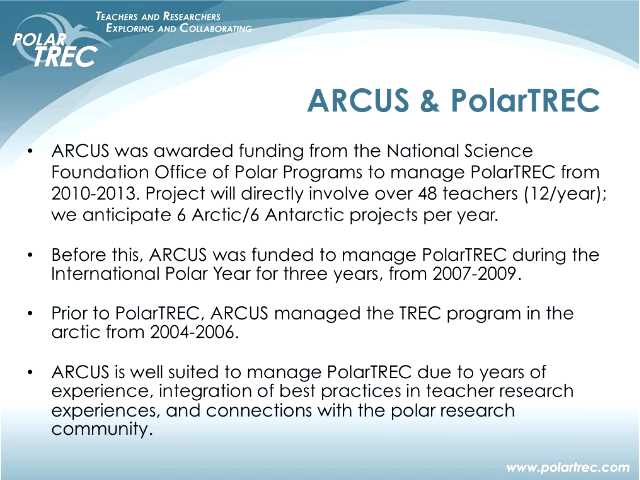 TEACHERS AND RESEARCHERS
EXPLORING AND COLLABORATING
POLAR
TREC
ARCUS & PolarTREC
• ARCUS was awarded funding from the National Science
Foundation Office of Polar Programs to manage PolarTREC from
2010-2013. Project will directly involve over 48 teachers (12/year);
we anticipate 6 Arctic/6 Antarctic projects per year.
• Before this, ARCUS was funded to manage PolarTREC during the
International Polar Year for three years, from 2007-2009.
• Prior to PolarTREC, ARCUS managed the TREC program in the
arctic from 2004-2006.
• ARCUS is well suited to manage PolarTREC due to years of
experience, integration of best practices in teacher research
experiences, and connections with the polar research
community.
www.polartrec.com